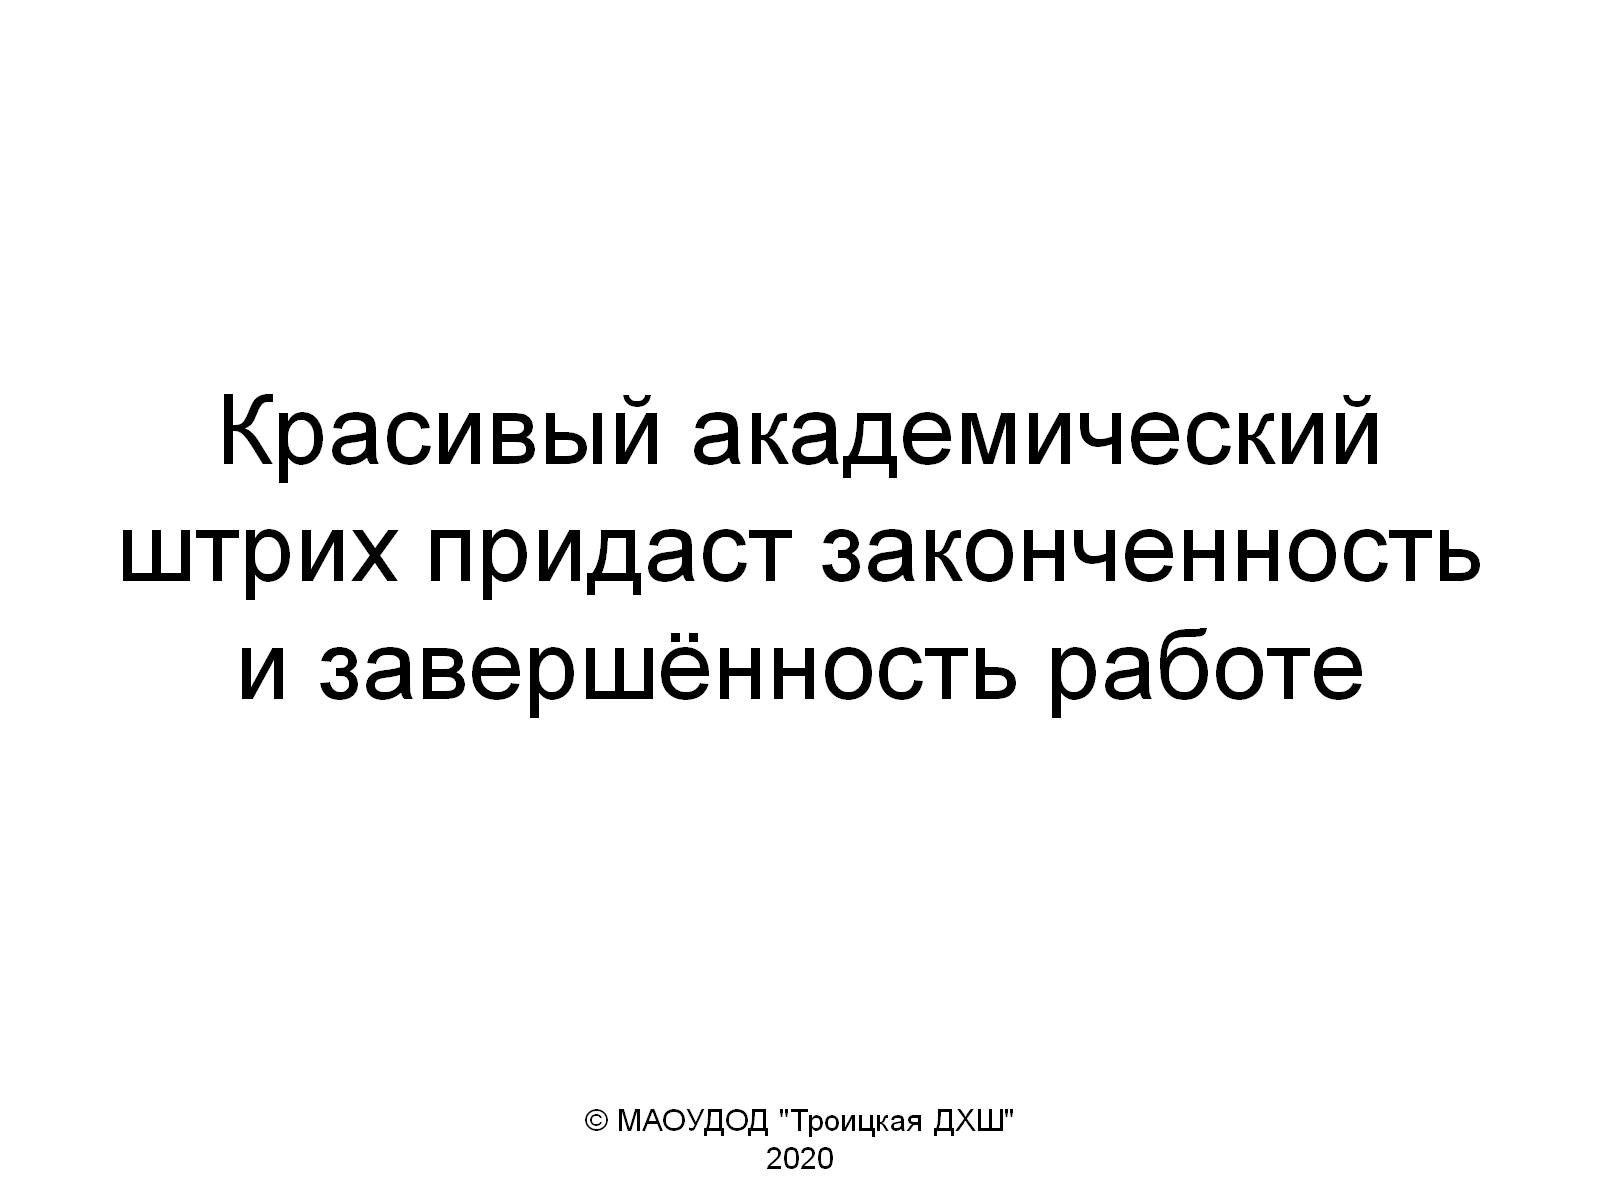 Красивый академический
штрих придаст законченность
и завершённость работе
© МАОУДОД "Троицкая ДХШ"
2020